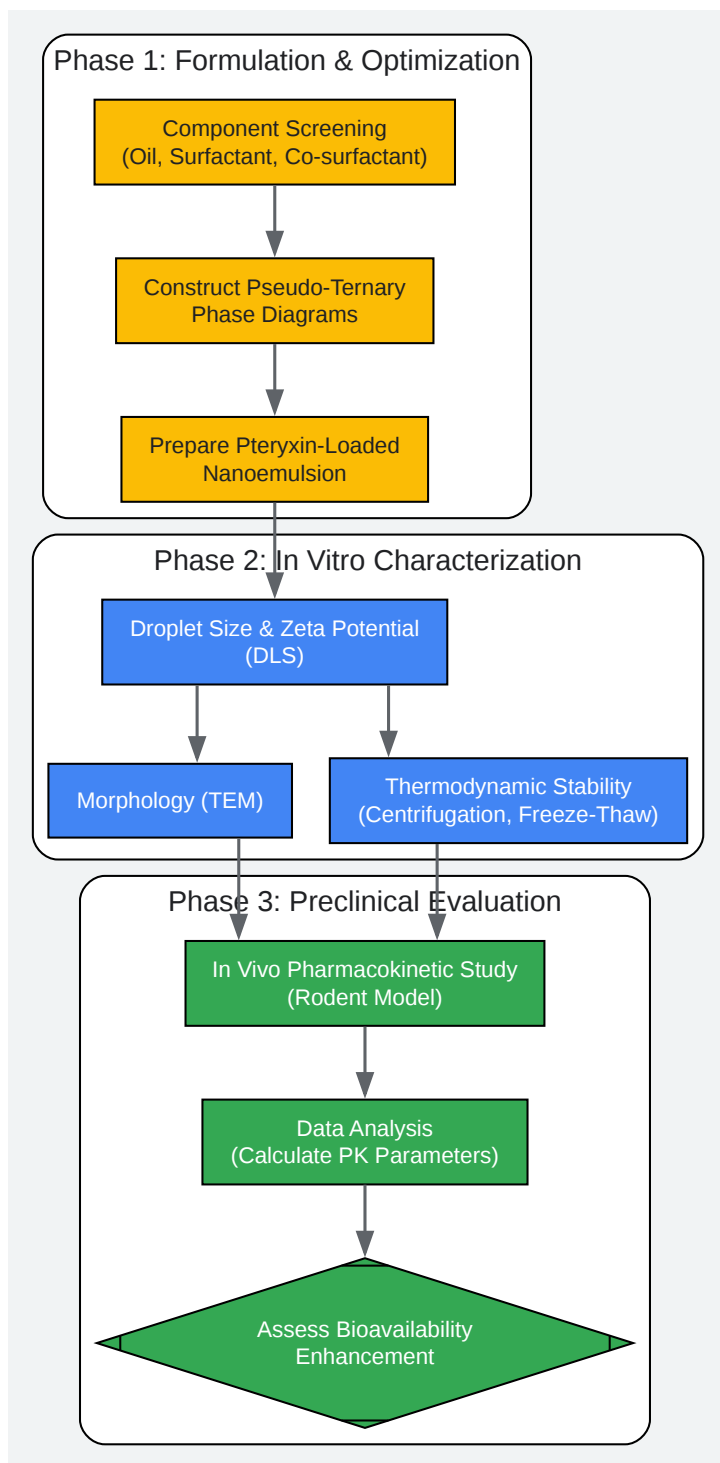 Phase 1: Formulation & Optimization
Component Screening
(Oil, Surfactant, Co-surfactant)
Construct Pseudo-Ternary
Phase Diagrams
Prepare Pteryxin-Loaded
Nanoemulsion
Phase 2: In Vitro Characterization
Droplet Size & Zeta Potential
(DLS)
Morphology (TEM)
Thermodynamic Stability
(Centrifugation, Freeze-Thaw)
Phase 3: Preclinical Evaluation
In Vivo Pharmacokinetic Study
(Rodent Model)
Data Analysis
(Calculate PK Parameters)
Assess Bioavailability
Enhancement